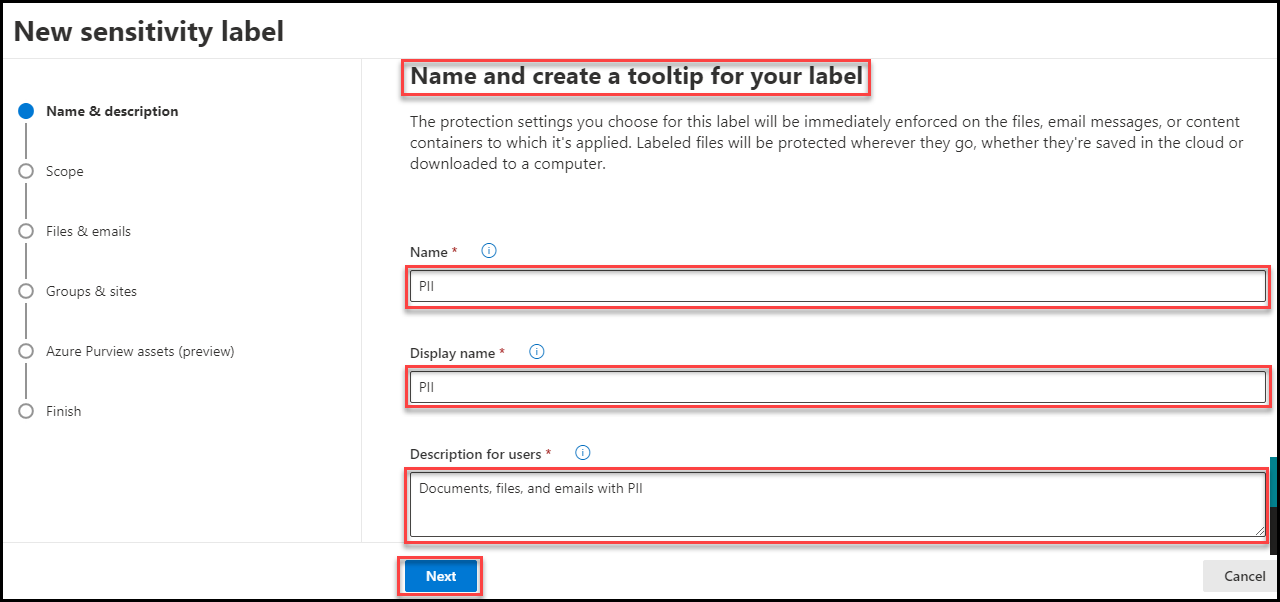 New sensitivity label
Name & description
Scope
Files & emails
Groups & sites
Azure Purview assets (preview)
Finish
Name and create a tooltip for your label
The protection settings you choose for this label will be immediately enforced on the files, email messages, or content
containers to which it's applied. Labeled files will be protected wherever they go, whether they're saved in the cloud or
downloaded to a computer.
Name *
PII
Display name *
PII
Description for users *
Documents, files, and emails with PII
Next
Cancel